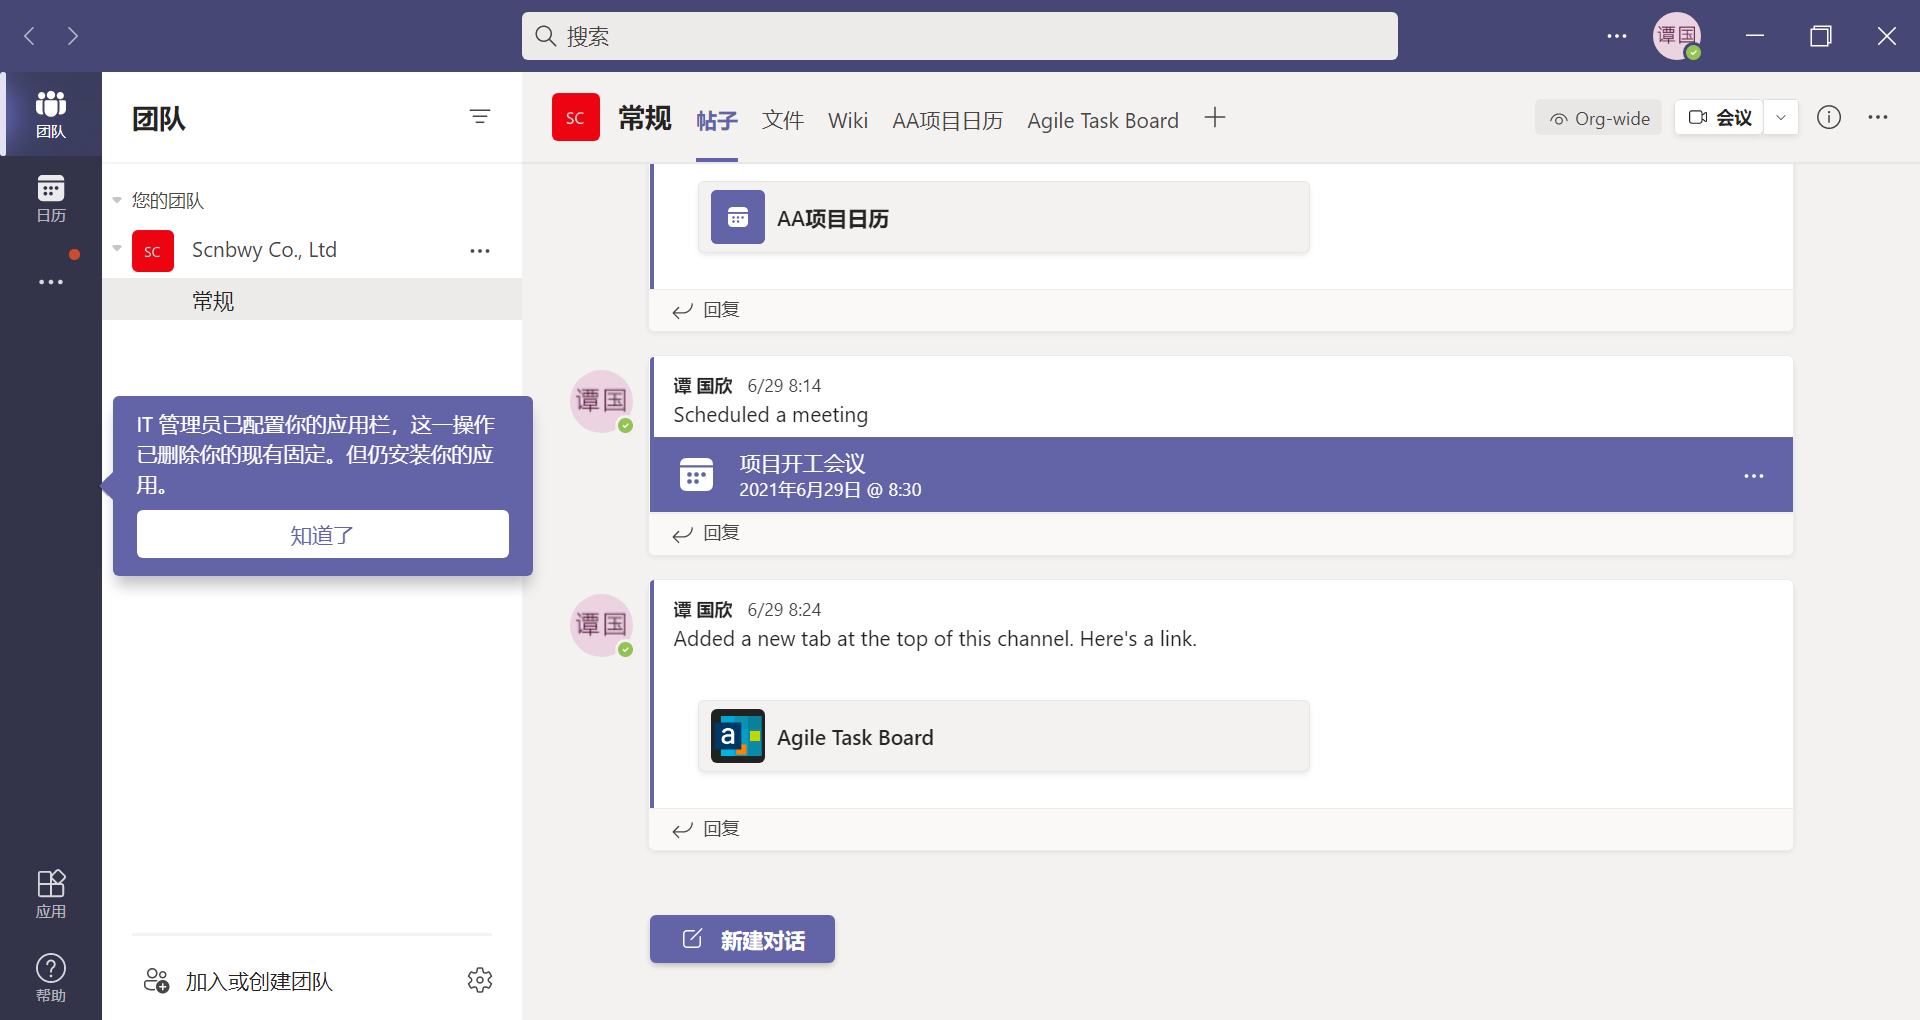 搜索
谭国
团队
日历
应用
帮助
团队
您的团队
SC
Scnbwy Co., Ltd
常规
IT 管理员已配置你的应用栏，这一操作
已删除你的现有固定。但仍安装你的应
用。
知道了
加入或创建团队
SC
常规
帖子
文件
Wiki
AA项目日历
Agile Task Board
Org-wide
会议
AA项目日历
回复
谭国
谭 国欣 6/29 8:14
Scheduled a meeting
项目开工会议
2021年6月29日 @ 8:30
回复
谭国
谭 国欣 6/29 8:24
Added a new tab at the top of this channel. Here's a link.
a
Agile Task Board
回复
新建对话